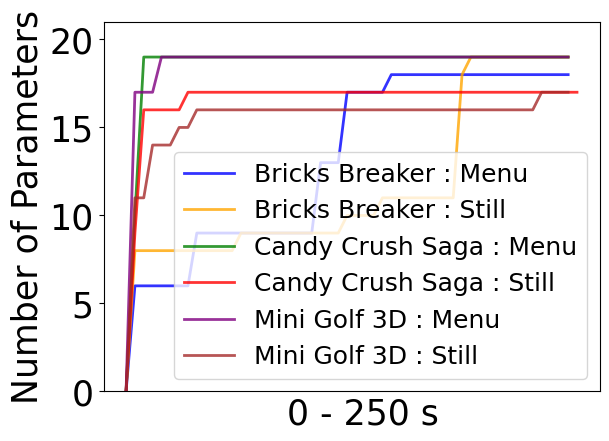 Number of Parameters
20
15
10
5
0
Bricks Breaker : Menu
Bricks Breaker : Still
Candy Crush Saga : Menu
Candy Crush Saga : Still
Mini Golf 3D : Menu
Mini Golf 3D : Still
0 - 250 s